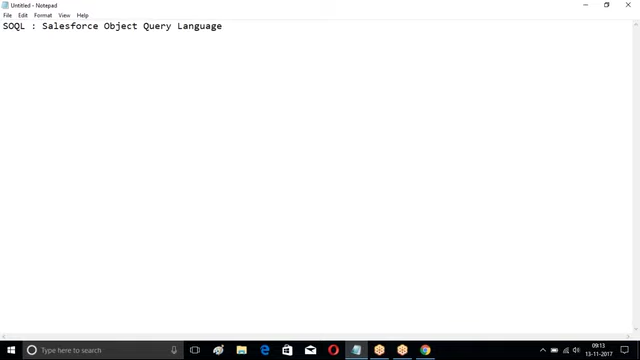 Untitled - Notepad
File Edit Format View Help
SOQL : Salesforce Object Query Language
Type here to search
09:13
13-11-2017